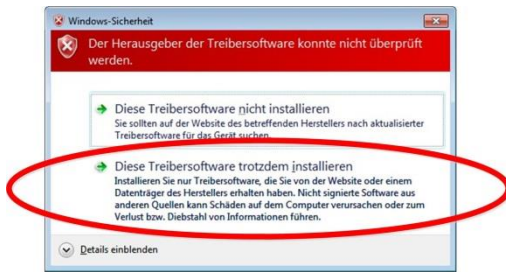 Windows-Sicherheit
Der Herausgeber der Treibersoftware konnte nicht überprüft
werden.
Diese Treibersoftware nicht installieren
Sie sollten auf der Website des betreffenden Herstellers nach aktualisierter
Treibersoftware für das Gerät suchen.
Diese Treibersoftware trotzdem installieren
Installieren Sie nur Treibersoftware, die Sie von der Website oder einem
Datenträger des Herstellers erhalten haben. Nicht signierte Software aus
anderen Quellen kann Schäden auf dem Computer verursachen oder zum
Verlust bzw. Diebstahl von Informationen führen.
Details einblenden